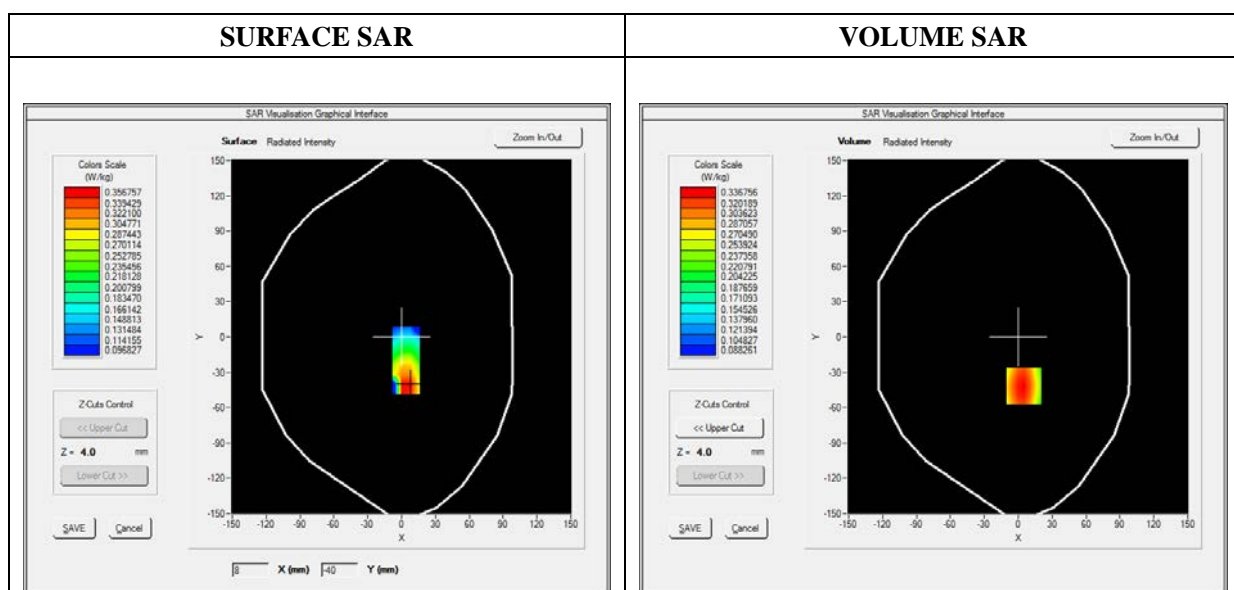 SURFACE SAR
VOLUME SAR
SAR Visualisation Graphical Interface
Surface Radiated Intensity
Zoom In/Out
Colors Scale
(W/kg)
0.356757
0.339429
0.322100
0.304771
0.287443
0.270114
0.252785
0.235456
0.218128
0.200799
0.183470
0.166142
0.148813
0.131484
0.114155
0.096827
150
120
90
60
30
0
-30
-60
-90
-120
-150
Y
-150 -120 -90 -60 -30 0 30 60 90 120 150
X
Z-Cuts Control
<< Upper Cut
Z = 4.0 mm
Lower Cut >>
SAVE Cancel
8 X (mm) -40 Y (mm)
SAR Visualisation Graphical Interface
Volume Radiated Intensity
Zoom In/Out
Colors Scale
(W/kg)
0.336756
0.320189
0.303623
0.287057
0.270490
0.253924
0.237358
0.220791
0.204225
0.187659
0.171093
0.154526
0.137960
0.121394
0.104827
0.088261
150
120
90
60
30
0
-30
-60
-90
-120
-150
Y
-150 -120 -90 -60 -30 0 30 60 90 120 150
X
Z-Cuts Control
<< Upper Cut
Z = 4.0 mm
Lower Cut >>
SAVE Cancel